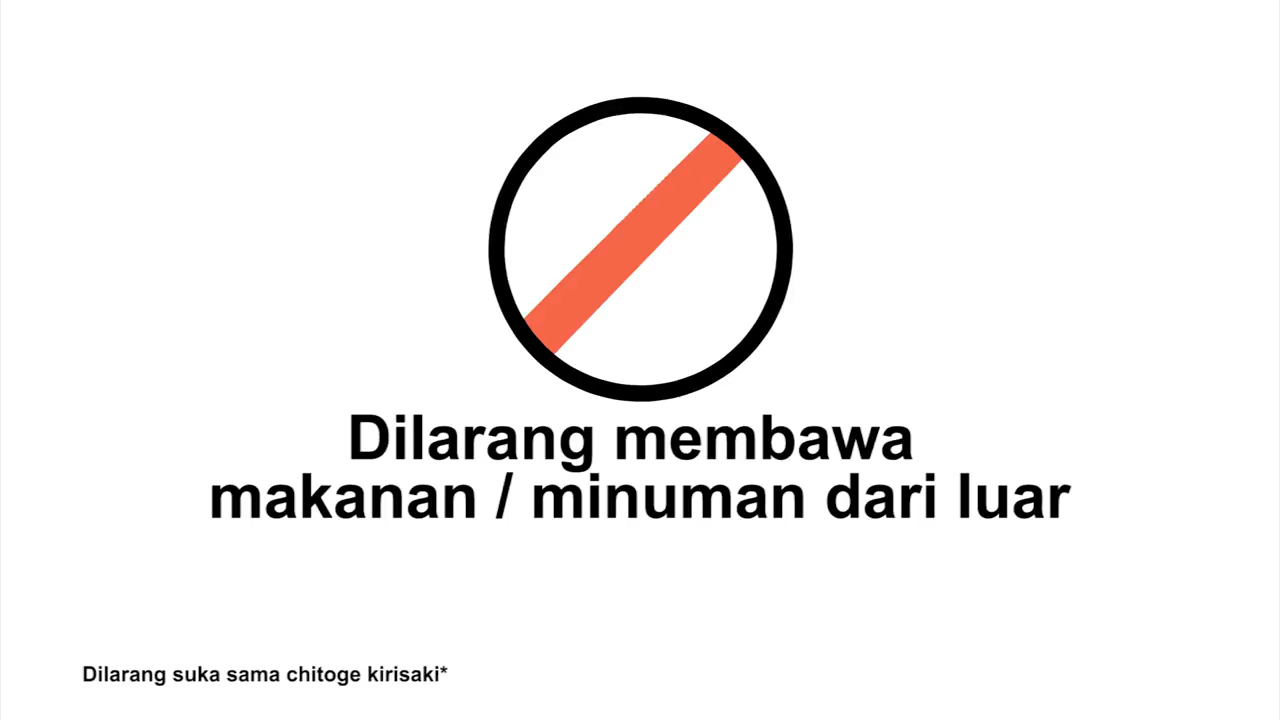 Dilarang membawa
makanan / minuman dari luar
Dilarang suka sama chitoge kirisaki*